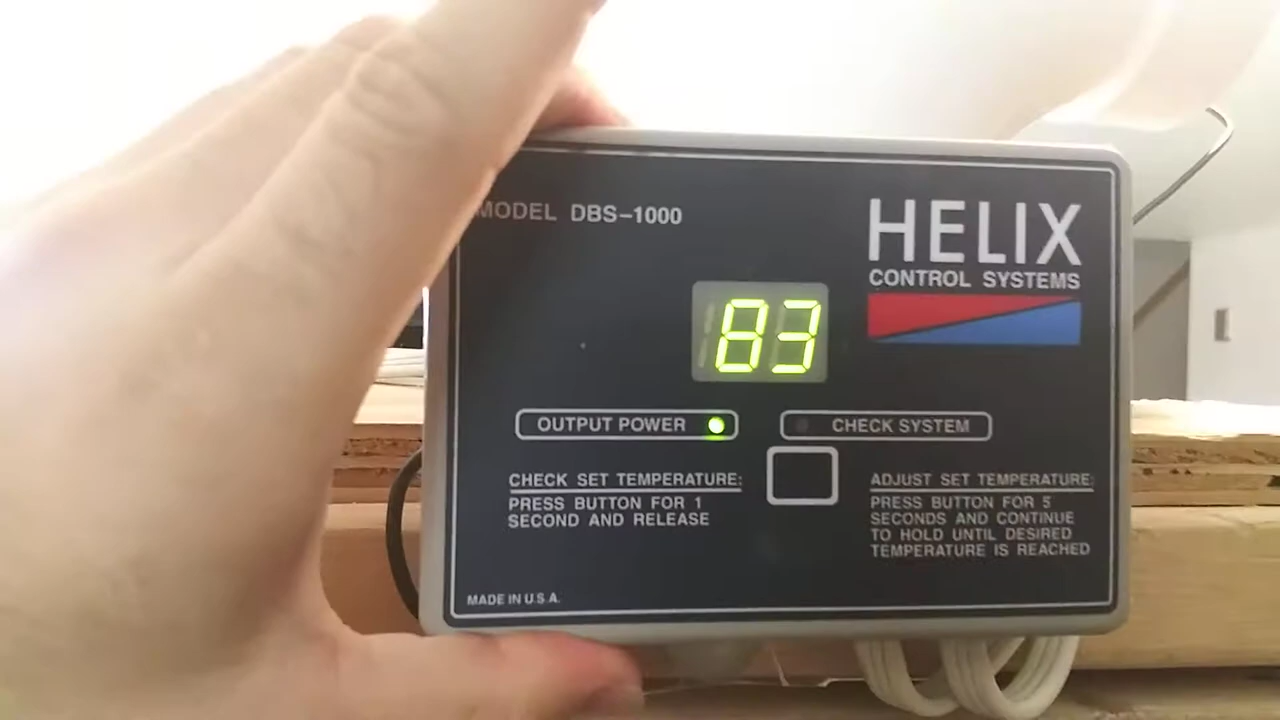 MODEL DBS-1000
HELIX
CONTROL SYSTEMS
83
OUTPUT POWER
CHECK SYSTEM
CHECK SET TEMPERATURE:
PRESS BUTTON FOR 1
SECOND AND RELEASE
ADJUST SET TEMPERATURE:
PRESS BUTTON FOR 5
SECONDS AND CONTINUE
TO HOLD UNTIL DESIRED
TEMPERATURE IS REACHED
MADE IN U.S.A.